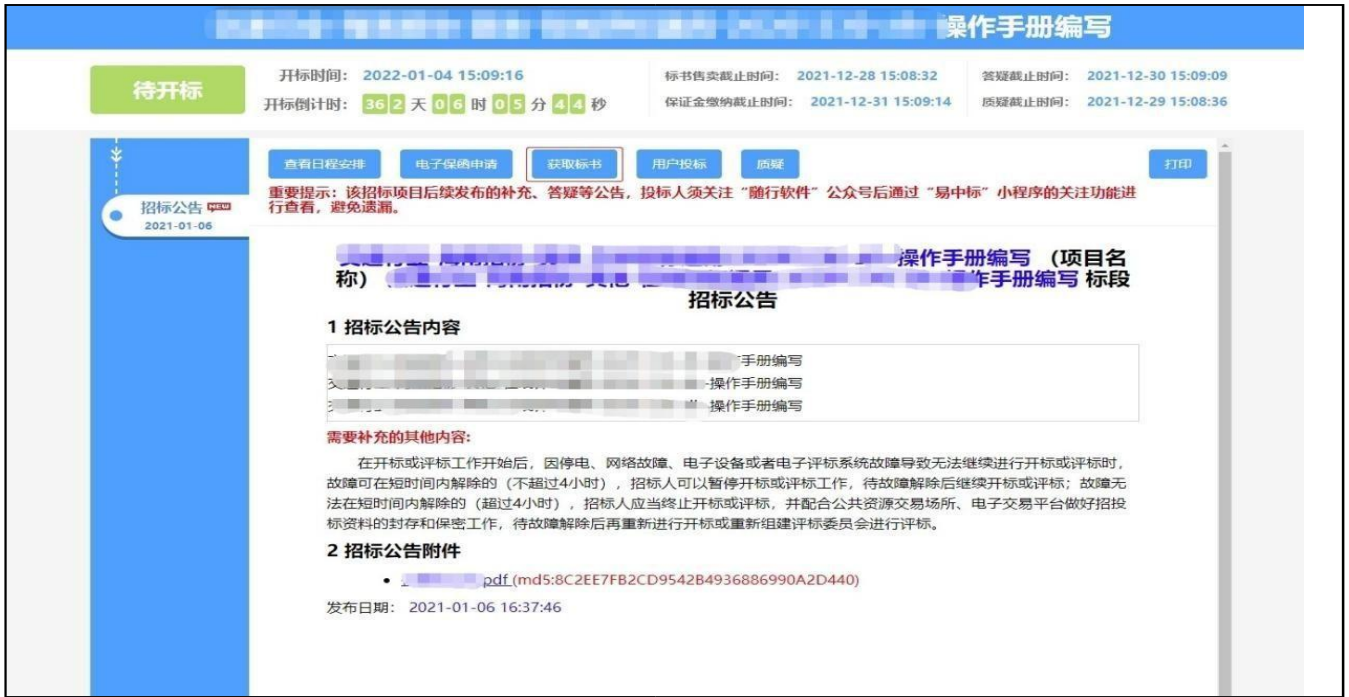 操作手册编写
待开标
开标时间: 2022-01-04 15:09:16
标书售卖截止时间: 2021-12-28 15:08:32
答疑截止时间: 2021-12-30 15:09:09
开标倒计时: 362天06时05分44秒
保证金缴纳截止时间: 2021-12-31 15:09:14
质疑截止时间: 2021-12-29 15:08:36
招标公告 NEW
2021-01-06
查看日程安排
电子保函申请
获取标书
用户投标
质疑
打印
重要提示：该招标项目后续发布的补充、答疑等公告，投标人须关注“随行软件”公众号后通过“易中标”小程序的关注功能进
行查看，避免遗漏。
操作手册编写 （项目名
称） 作手册编写 标段
招标公告
1 招标公告内容
手册编写
-操作手册编写
操作手册编写
需要补充的其他内容:
在开标或评标工作开始后，因停电、网络故障、电子设备或者电子评标系统故障导致无法继续进行开标或评标时，
故障可在短时间内解除的（不超过4小时），招标人可以暂停开标或评标工作，待故障解除后继续开标或评标；故障无
法在短时间内解除的（超过4小时），招标人应当终止开标或评标，并配合公共资源交易场所、电子交易平台做好招投
标资料的封存和保密工作，待故障解除后再重新进行开标或重新组建评标委员会进行评标。
2 招标公告附件
• pdf (md5:8C2EE7FB2CD9542B4936886990A2D440)
发布日期: 2021-01-06 16:37:46